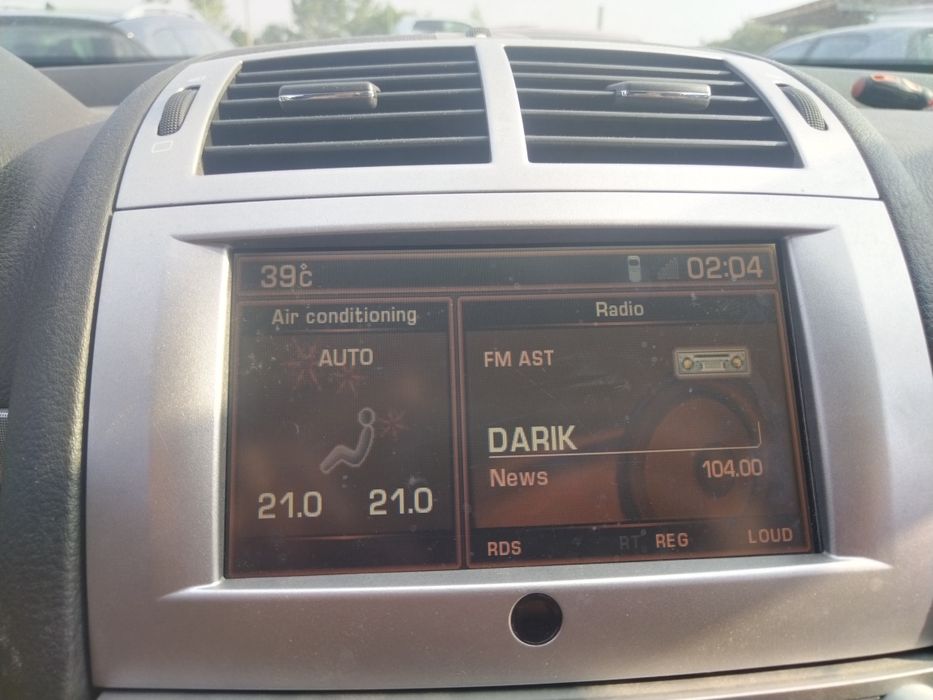 39°C 02:04
Air conditioning
AUTO
21.0 21.0
Radio
FM AST
DARIK
News 104.00
RDS RT REG LOUD